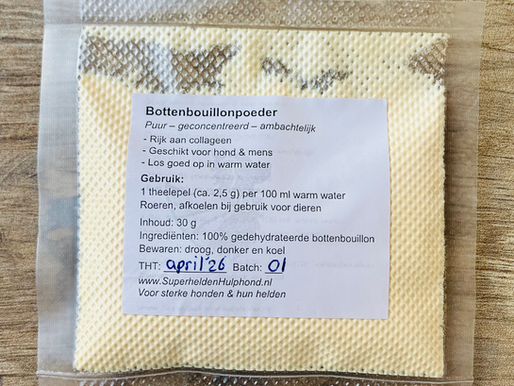 Bottenbouillonpoeder
Puur – geconcentreerd – ambachtelijk
- Rijk aan collageen
- Geschikt voor hond & mens
- Los goed op in warm water
Gebruik:
1 theelepel (ca. 2,5 g) per 100 ml warm water
Roeren, afkoelen bij gebruik voor dieren
Inhoud: 30 g
Ingrediënten: 100% gedehydrateerde bottenbouillon
Bewaren: droog, donker en koel
THT: april '26 Batch: 01
www.SuperheldenHulphond.nl
Voor sterke honden & hun helden